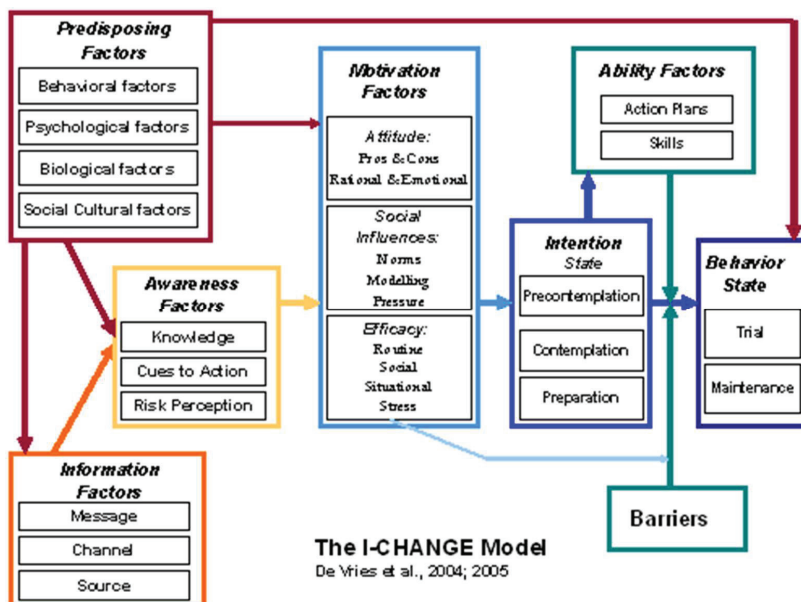 Predisposing
Factors
Behavioral factors
Psychological factors
Biological factors
Social Cultural factors
Motivation
Factors
Attitude:
Pros &Cons
Rational &Emotional
Social
Influences:
Norms
Modelling
Pressure
Efficacy:
Routine
Social
Situational
Stress
Ability Factors
Action Plans
Skills
Awareness
Factors
Knowledge
Cues to Action
Risk Perception
Intention
State
Precontemplation
Contemplation
Preparation
Behavior
State
Trial
Maintenance
Information
Factors
Message
Channel
Source
Barriers
The I-CHANGE Model
De Vries et al., 2004; 2005